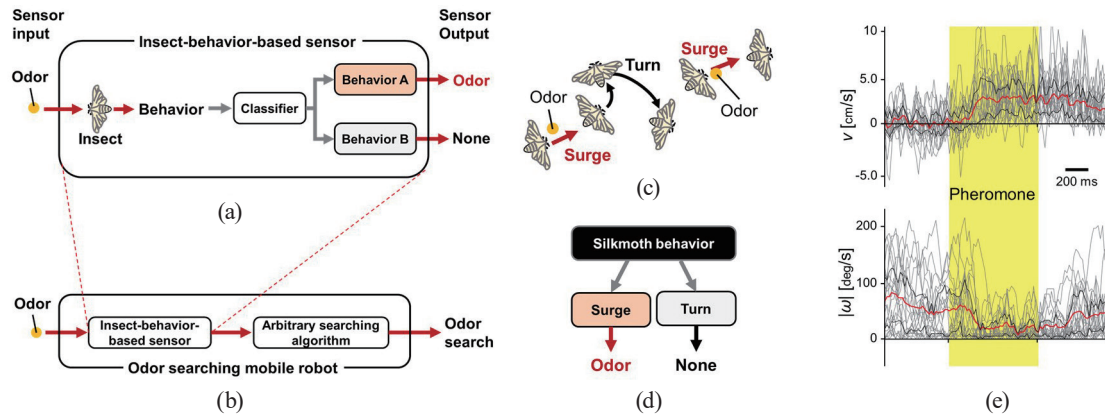 Sensor
input
Sensor
Output
Insect-behavior-based sensor
Odor
Insect
Behavior
Classifier
Behavior A
Odor
Behavior B
None
(a)
Odor
Insect-behavior-
based sensor
Arbitrary searching
algorithm
Odor
search
Odor searching mobile robot
(b)
Odor
Surge
Turn
Surge
Odor
(c)
Silkmoth behavior
Surge
Turn
Odor
None
(d)
10
5.0
0
-5.0
v [cm/s]
200 ms
Pheromone
200
100
0
|ω| [deg/s]
(e)